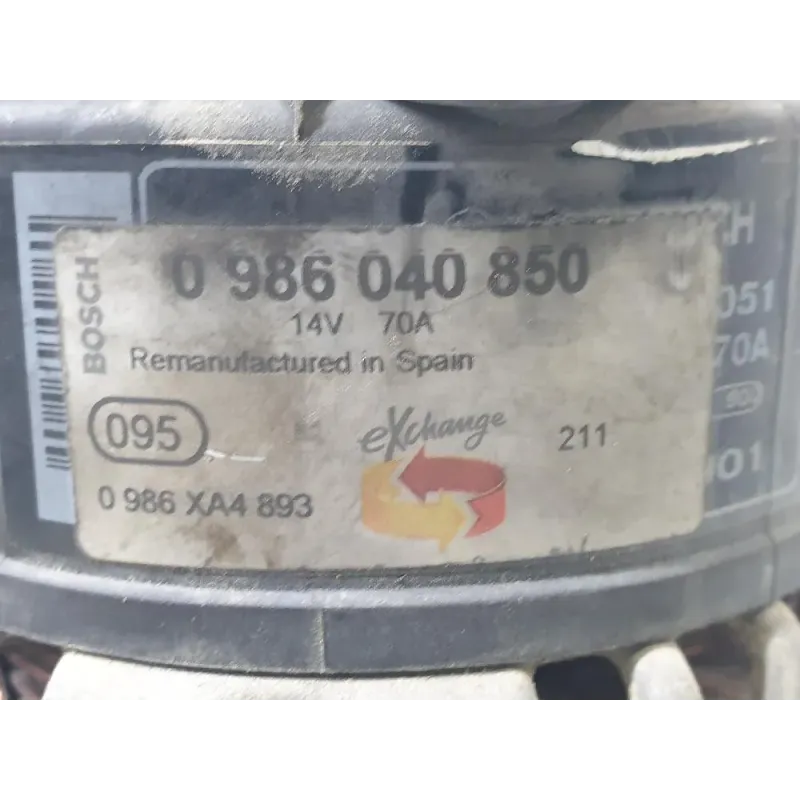 BOSCH
0 986 040 850
14V 70A
Remanufactured in Spain
095
eXchange
211
0 986 XA4 893
CH
051
70A